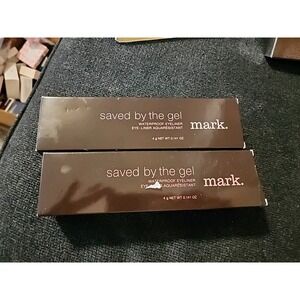 saved by the gel
WATERPROOF EYELINER
EYE-LINER AQUARÉSISTANT
mark.
4 g NET WT 0.141 OZ
saved by the gel
WATERPROOF EYELINER
AQUARÉSISTANT
mark.
4 g NET WT 0.141 OZ